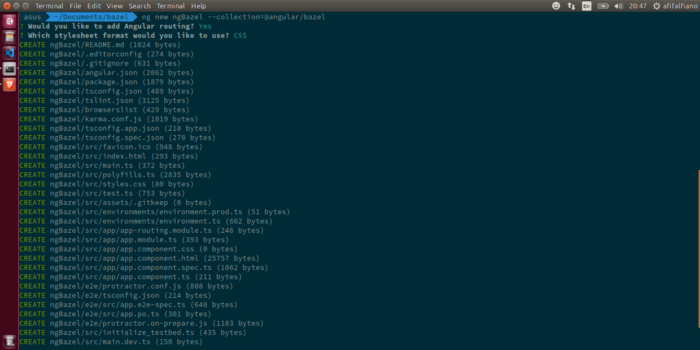 Terminal File Edit View Search Terminal Help 20:47 afifalfiano
asus ~/Documents/bazel ng new ngBazel --collection=@angular/bazel
? Would you like to add Angular routing? Yes
? Which stylesheet format would you like to use? CSS
CREATE ngBazel/README.md (1024 bytes)
CREATE ngBazel/.editorconfig (274 bytes)
CREATE ngBazel/.gitignore (631 bytes)
CREATE ngBazel/angular.json (2062 bytes)
CREATE ngBazel/package.json (1879 bytes)
CREATE ngBazel/tsconfig.json (489 bytes)
CREATE ngBazel/tslint.json (3125 bytes)
CREATE ngBazel/browserslist (429 bytes)
CREATE ngBazel/karma.conf.js (1019 bytes)
CREATE ngBazel/tsconfig.app.json (210 bytes)
CREATE ngBazel/tsconfig.spec.json (270 bytes)
CREATE ngBazel/src/favicon.ico (948 bytes)
CREATE ngBazel/src/index.html (293 bytes)
CREATE ngBazel/src/main.ts (372 bytes)
CREATE ngBazel/src/polyfills.ts (2835 bytes)
CREATE ngBazel/src/styles.css (80 bytes)
CREATE ngBazel/src/test.ts (753 bytes)
CREATE ngBazel/src/assets/.gitkeep (0 bytes)
CREATE ngBazel/src/environments/environment.prod.ts (51 bytes)
CREATE ngBazel/src/environments/environment.ts (662 bytes)
CREATE ngBazel/src/app/app-routing.module.ts (246 bytes)
CREATE ngBazel/src/app/app.module.ts (393 bytes)
CREATE ngBazel/src/app/app.component.css (0 bytes)
CREATE ngBazel/src/app/app.component.html (25757 bytes)
CREATE ngBazel/src/app/app.component.spec.ts (1062 bytes)
CREATE ngBazel/src/app/app.component.ts (211 bytes)
CREATE ngBazel/e2e/protractor.conf.js (808 bytes)
CREATE ngBazel/e2e/tsconfig.json (214 bytes)
CREATE ngBazel/e2e/src/app.e2e-spec.ts (640 bytes)
CREATE ngBazel/e2e/src/app.po.ts (301 bytes)
CREATE ngBazel/e2e/protractor.on-prepare.js (1183 bytes)
CREATE ngBazel/src/initialize_testbed.ts (435 bytes)
CREATE ngBazel/src/main.dev.ts (150 bytes)